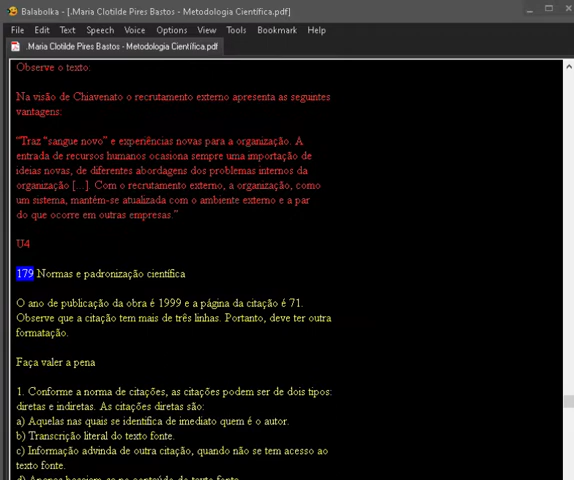 Balabolka - [.Maria Clotilde Pires Bastos - Metodologia Científica.pdf]
File Edit Text Speech Voice Options View Tools Bookmark Help
.Maria Clotilde Pires Bastos - Metodologia Científica.pdf
Observe o texto:
Na visão de Chiavenato o recrutamento externo apresenta as seguintes
vantagens:
“Traz “sangue novo” e experiências novas para a organização. A
entrada de recursos humanos ocasiona sempre uma importação de
ideias novas, de diferentes abordagens dos problemas internos da
organização [...]. Com o recrutamento externo, a organização, como
um sistema, mantém-se atualizada com o ambiente externo e a par
do que ocorre em outras empresas.”
U4
179 Normas e padronização científica
O ano de publicação da obra é 1999 e a página da citação é 71.
Observe que a citação tem mais de três linhas. Portanto, deve ter outra
formatação.
Faça valer a pena
1. Conforme a norma de citações, as citações podem ser de dois tipos:
diretas e indiretas. As citações diretas são:
a) Aquelas nas quais se identifica de imediato quem é o autor.
b) Transcrição literal do texto fonte.
c) Informação advinda de outra citação, quando não se tem acesso ao
texto fonte.
d) Apenas baseiam-se no conteúdo do texto fonte.